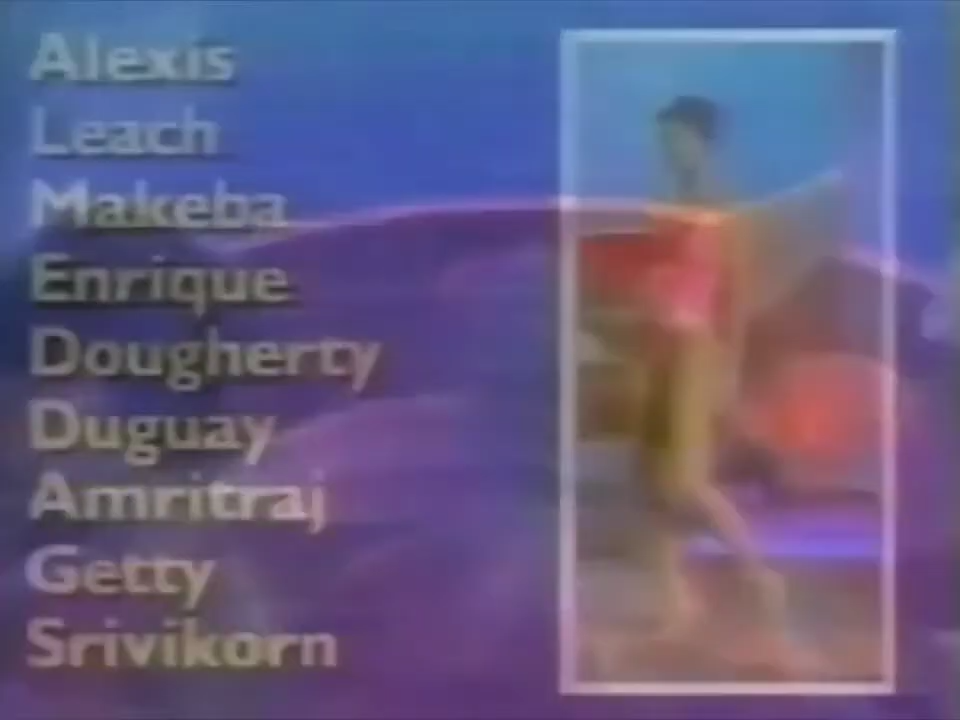 Alexis
Leach
Makeba
Enrique
Dougherty
Duguay
Amritraj
Getty
Srivikorn